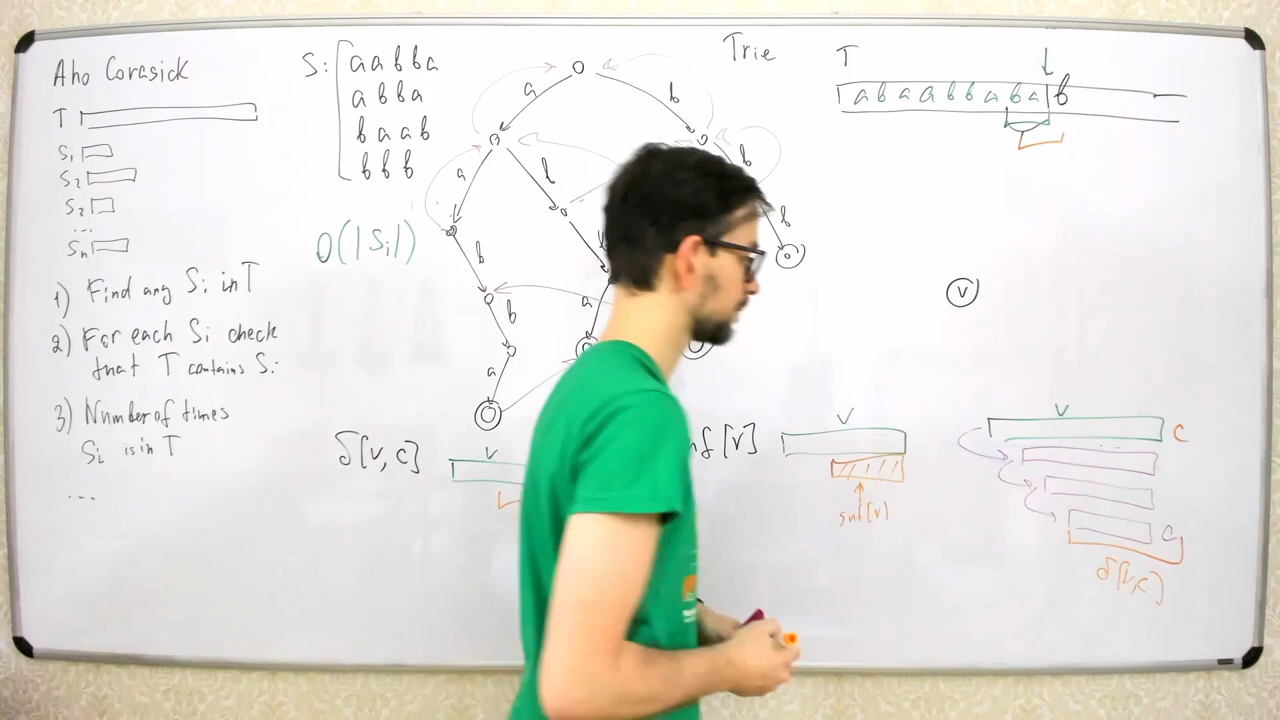 Aho Corasick
T
S₁
S₂
S₂
...
Sₙ
1) Find any Sᵢ in T
2) For each Sᵢ check
that T contains Sᵢ
3) Number of times
Sᵢ is in T
...
S:
aabba
abba
baab
bbb
O(|Sᵢ|)
Trie
a
b
a
b
b
b
b
b
a
a
δ[v,c]
v
nf[v]
v
suf[v]
T
abaabbaba b
v
v
c
c
δ[v,c]